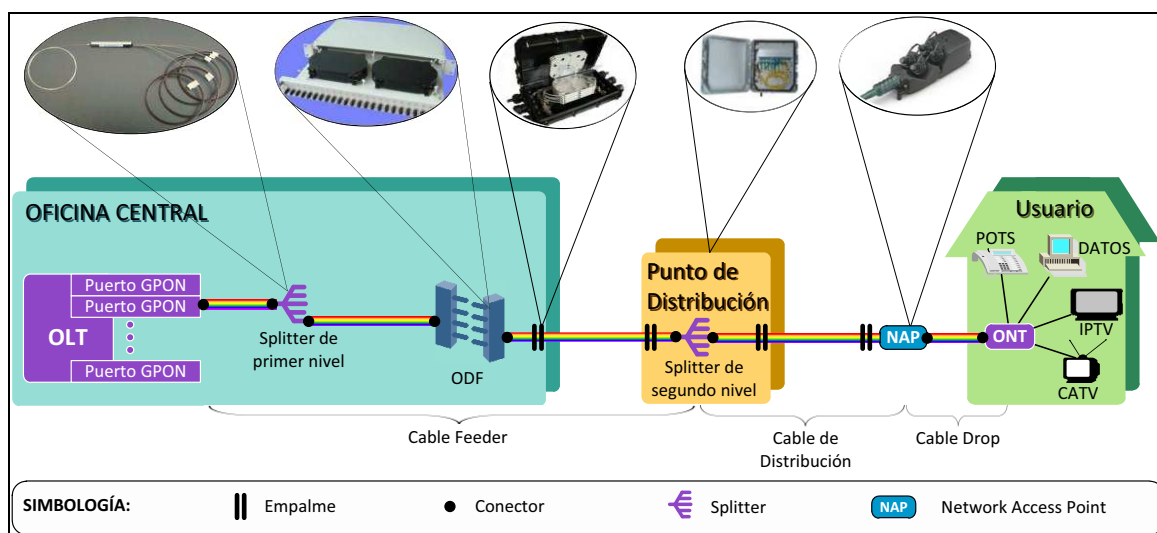 OFICINA CENTRAL
Puerto GPON
Puerto GPON
OLT
Puerto GPON
Splitter de
primer nivel
ODF
Punto de
Distribución
Splitter de
segundo nivel
NAP
Usuario
POTS
DATOS
IPTV
ONT
CATV
Cable Feeder
Cable de
Distribución
Cable Drop
SIMBOLOGÍA:
Empalme
Conector
Splitter
NAP
Network Access Point